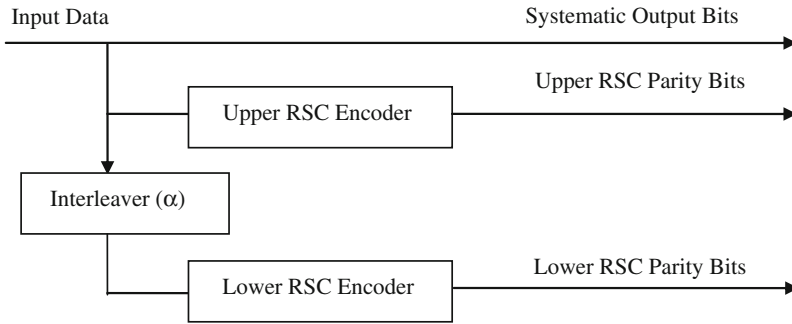 Input Data
Systematic Output Bits
Upper RSC Parity Bits
Upper RSC Encoder
Interleaver (α)
Lower RSC Parity Bits
Lower RSC Encoder